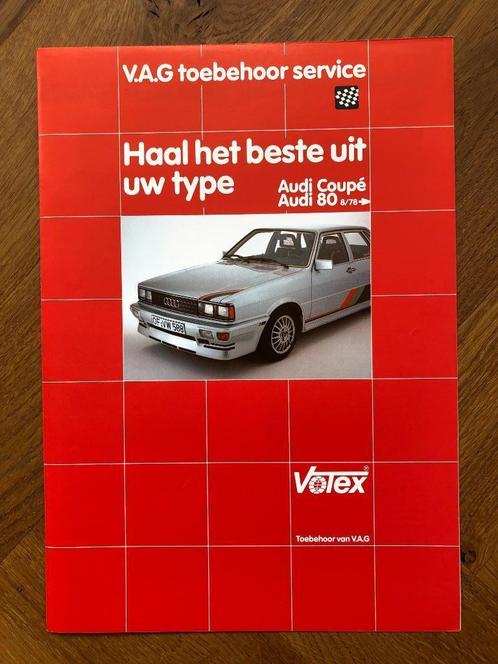 V.A.G toebehoor service
Haal het beste uit
uw type
Audi Coupé
Audi 80 8/78
OF-VW 588
VOTEX
Toebehoor van V.A.G